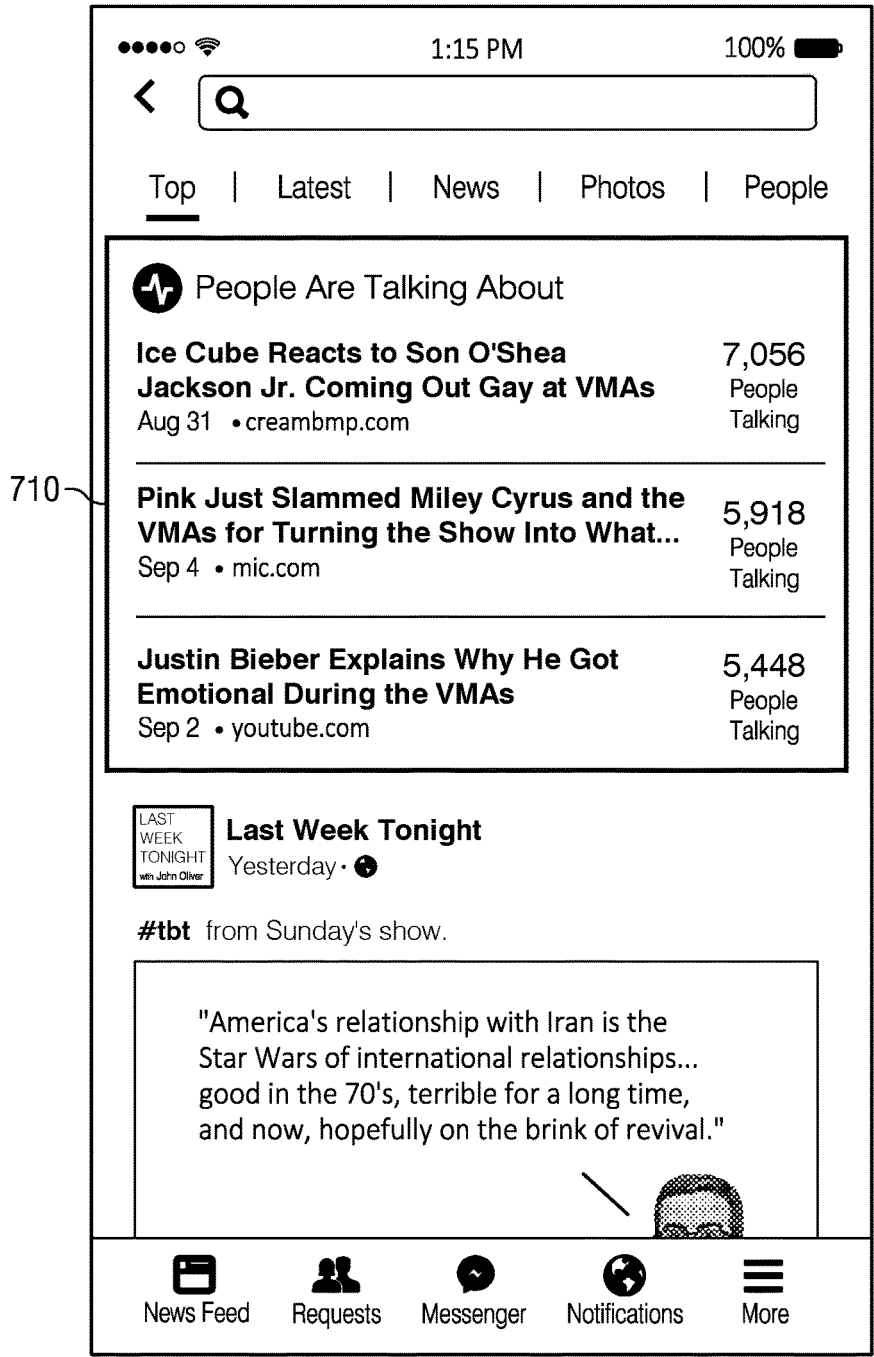 1:15 PM 100%
Top | Latest | News | Photos | People
People Are Talking About
Ice Cube Reacts to Son O'Shea
Jackson Jr. Coming Out Gay at VMAs
Aug 31 • creambmp.com
7,056
People
Talking
710
Pink Just Slammed Miley Cyrus and the
VMAs for Turning the Show Into What...
Sep 4 • mic.com
5,918
People
Talking
Justin Bieber Explains Why He Got
Emotional During the VMAs
Sep 2 • youtube.com
5,448
People
Talking
LAST
WEEK
TONIGHT
with John Oliver
Last Week Tonight
Yesterday ·
#tbt from Sunday's show.
"America's relationship with Iran is the
Star Wars of international relationships...
good in the 70's, terrible for a long time,
and now, hopefully on the brink of revival."
News Feed Requests Messenger Notifications More